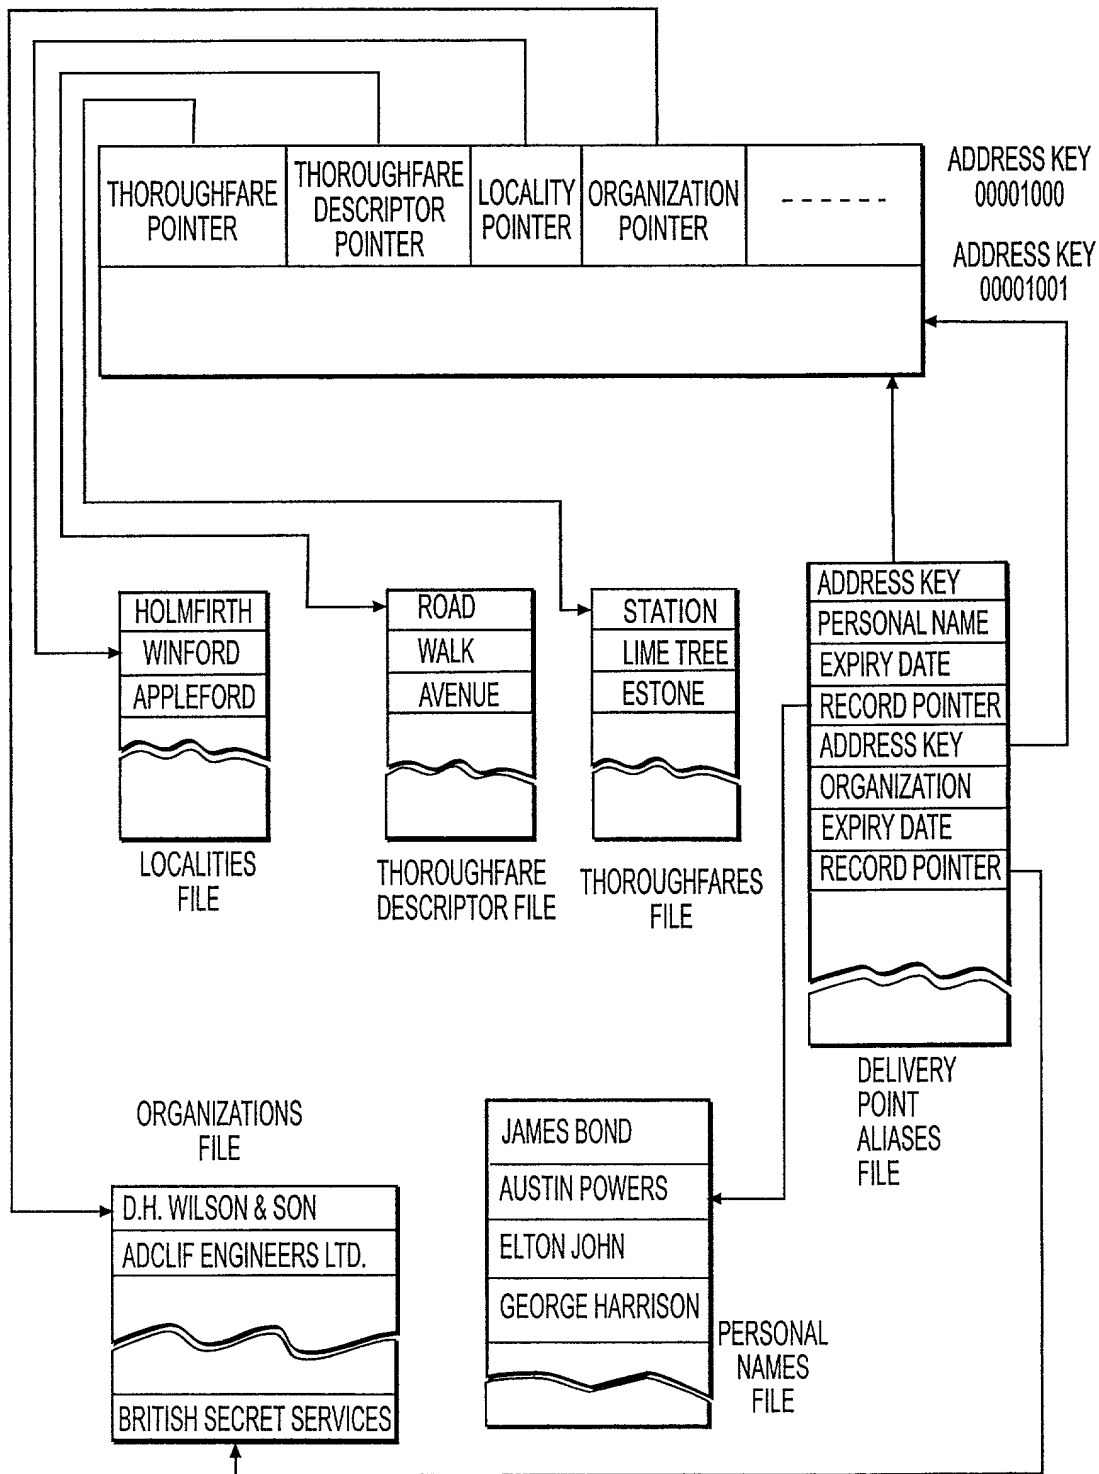 THOROUGHFARE
POINTER
THOROUGHFARE
DESCRIPTOR
POINTER
LOCALITY
POINTER
ORGANIZATION
POINTER
ADDRESS KEY
00001000
ADDRESS KEY
00001001
HOLMFIRTH
WINFORD
APPLEFORD
LOCALITIES
FILE
ROAD
WALK
AVENUE
THOROUGHFARE
DESCRIPTOR FILE
STATION
LIME TREE
ESTONE
THOROUGHFARES
FILE
ADDRESS KEY
PERSONAL NAME
EXPIRY DATE
RECORD POINTER
ADDRESS KEY
ORGANIZATION
EXPIRY DATE
RECORD POINTER
DELIVERY
POINT
ALIASES
FILE
ORGANIZATIONS
FILE
D.H. WILSON & SON
ADCLIF ENGINEERS LTD.
BRITISH SECRET SERVICES
JAMES BOND
AUSTIN POWERS
ELTON JOHN
GEORGE HARRISON
PERSONAL
NAMES
FILE